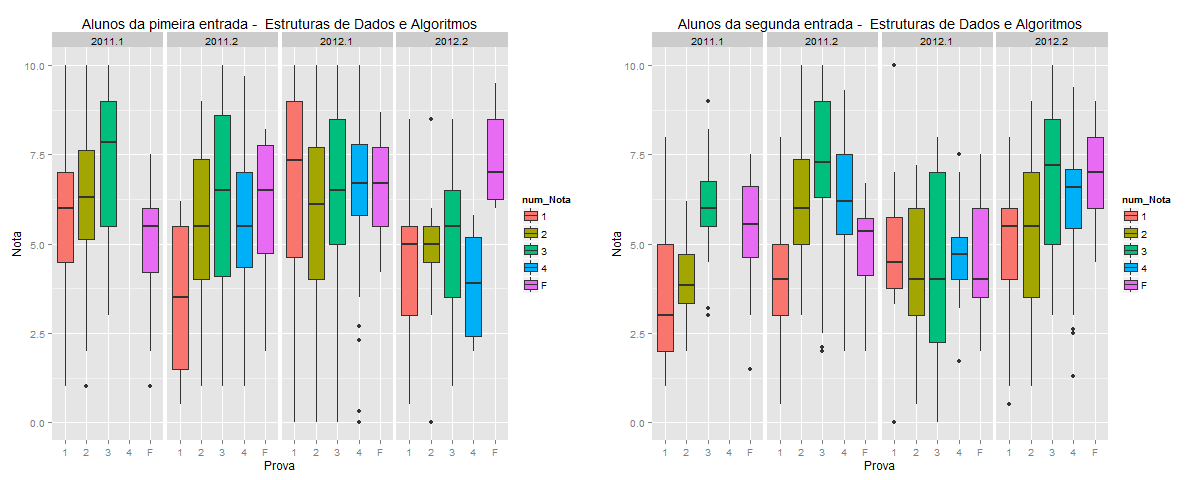 Alunos da pimeira entrada - Estruturas de Dados e Algoritmos
2011.1 2011.2 2012.1 2012.2
10.0
7.5
5.0
2.5
0.0
Nota
1 2 3 4 F 1 2 3 4 F 1 2 3 4 F 1 2 3 4 F
Prova
num_Nota
1
2
3
4
F
Alunos da segunda entrada - Estruturas de Dados e Algoritmos
2011.1 2011.2 2012.1 2012.2
10.0
7.5
5.0
2.5
0.0
Nota
1 2 3 4 F 1 2 3 4 F 1 2 3 4 F 1 2 3 4 F
Prova
num_Nota
1
2
3
4
F